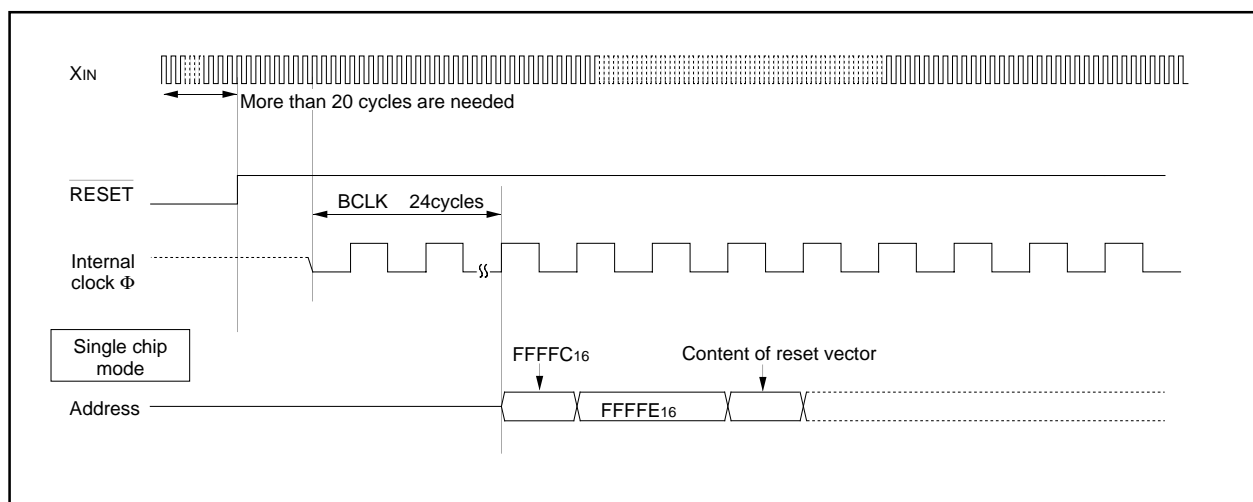 XIN
More than 20 cycles are needed
RESET
BCLK 24cycles
Internal
clock Φ
Single chip
mode
FFFFC16
Content of reset vector
Address
FFFFE16